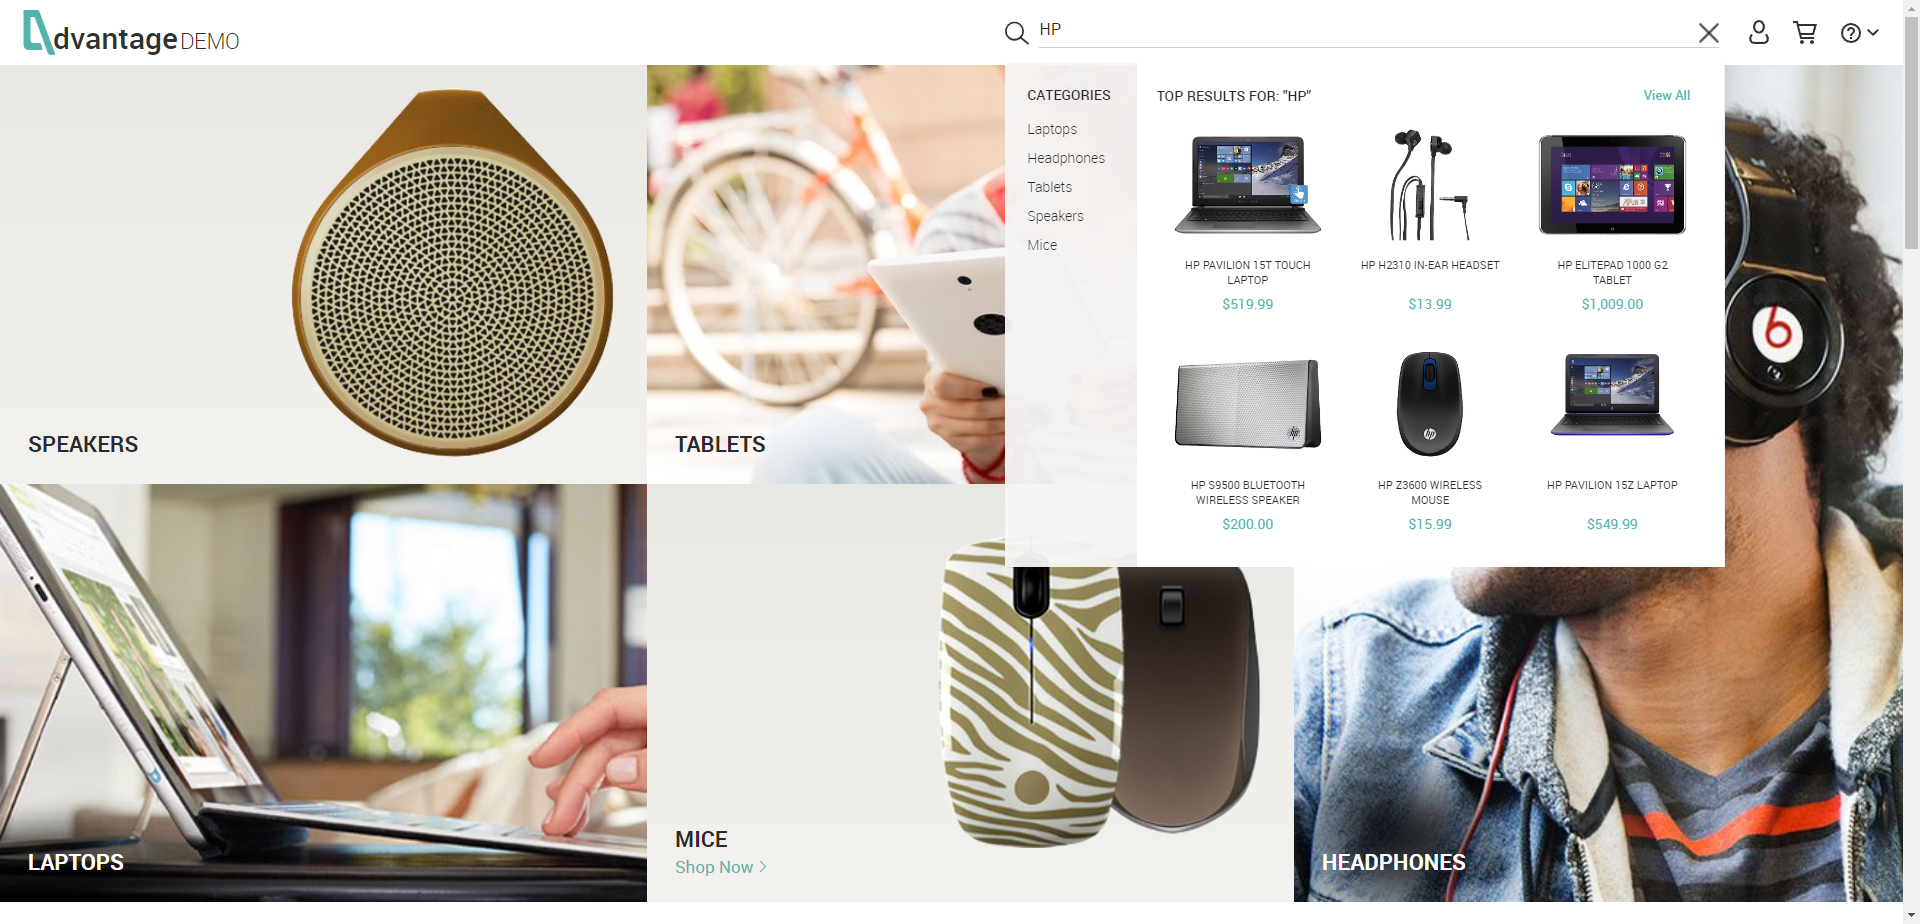 dvantage DEMO
HP
CATEGORIES
Laptops
Headphones
Tablets
Speakers
Mice
TOP RESULTS FOR: "HP"
View All
HP PAVILION 15T TOUCH
LAPTOP
$519.99
HP H2310 IN-EAR HEADSET
$13.99
HP ELITEPAD 1000 G2
TABLET
$1,009.00
HP S9500 BLUETOOTH
WIRELESS SPEAKER
$200.00
HP Z3600 WIRELESS
MOUSE
$15.99
HP PAVILION 15Z LAPTOP
$549.99
SPEAKERS
TABLETS
LAPTOPS
MICE
Shop Now
HEADPHONES